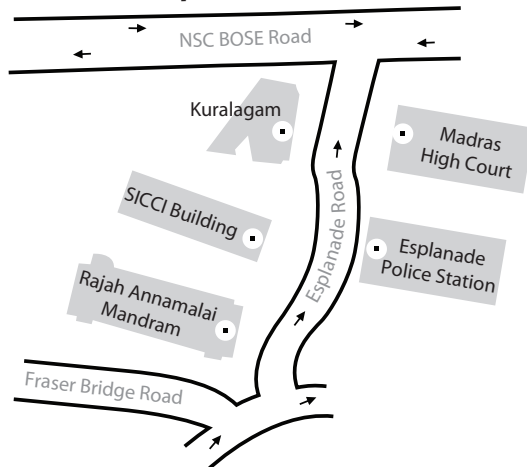 NSC BOSE Road
Kuralagam
Madras
High Court
SICCI Building
Esplanade Road
Esplanade
Police Station
Rajah Annamalai
Mandram
Fraser Bridge Road